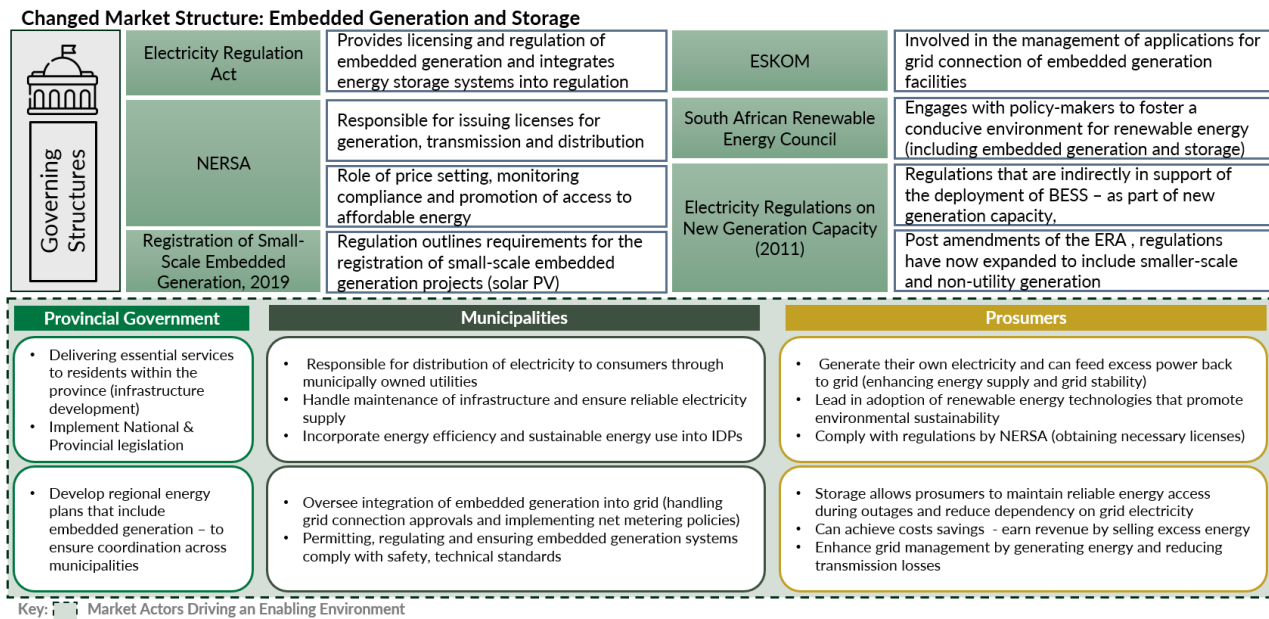 Changed Market Structure: Embedded Generation and Storage
Governing
Structures
Electricity Regulation
Act
Provides licensing and regulation of
embedded generation and integrates
energy storage systems into regulation
NERSA
Responsible for issuing licenses for
generation, transmission and distribution
Role of price setting, monitoring
compliance and promotion of access to
affordable energy
Registration of Small-
Scale Embedded
Generation, 2019
Regulation outlines requirements for the
registration of small-scale embedded
generation projects (solar PV)
ESKOM
Involved in the management of applications for
grid connection of embedded generation
facilities
South African Renewable
Energy Council
Engages with policy-makers to foster a
conducive environment for renewable energy
(including embedded generation and storage)
Electricity Regulations on
New Generation Capacity
(2011)
Regulations that are indirectly in support of
the deployment of BESS – as part of new
generation capacity,
Post amendments of the ERA , regulations
have now expanded to include smaller-scale
and non-utility generation
Provincial Government
• Delivering essential services
to residents within the
province (infrastructure
development)
• Implement National &
Provincial legislation
• Develop regional energy
plans that include
embedded generation – to
ensure coordination across
municipalities
Municipalities
• Responsible for distribution of electricity to consumers through
municipally owned utilities
• Handle maintenance of infrastructure and ensure reliable electricity
supply
• Incorporate energy efficiency and sustainable energy use into IDPs
• Oversee integration of embedded generation into grid (handling
grid connection approvals and implementing net metering policies)
• Permitting, regulating and ensuring embedded generation systems
comply with safety, technical standards
Prosumers
• Generate their own electricity and can feed excess power back
to grid (enhancing energy supply and grid stability)
• Lead in adoption of renewable energy technologies that promote
environmental sustainability
• Comply with regulations by NERSA (obtaining necessary licenses)
• Storage allows prosumers to maintain reliable energy access
during outages and reduce dependency on grid electricity
• Can achieve costs savings - earn revenue by selling excess energy
• Enhance grid management by generating energy and reducing
transmission losses
Key: Market Actors Driving an Enabling Environment